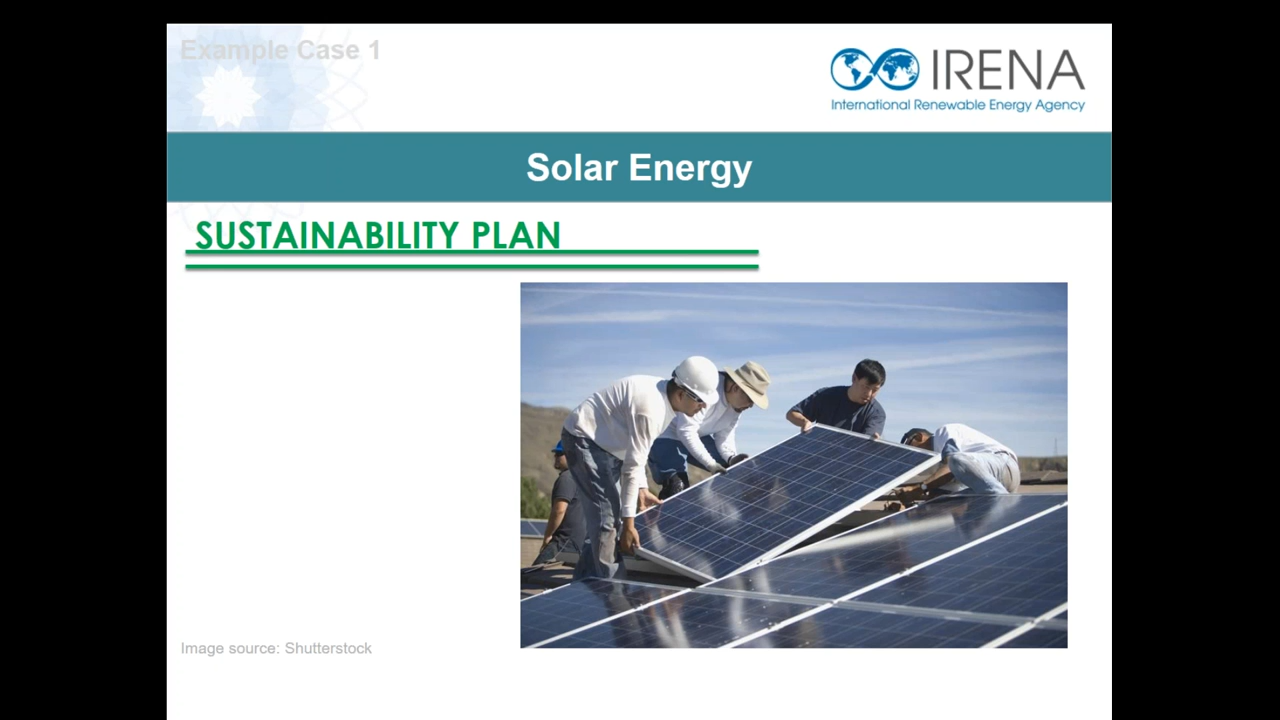 Example Case 1
IRENA
International Renewable Energy Agency
Solar Energy
SUSTAINABILITY PLAN
Image source: Shutterstock